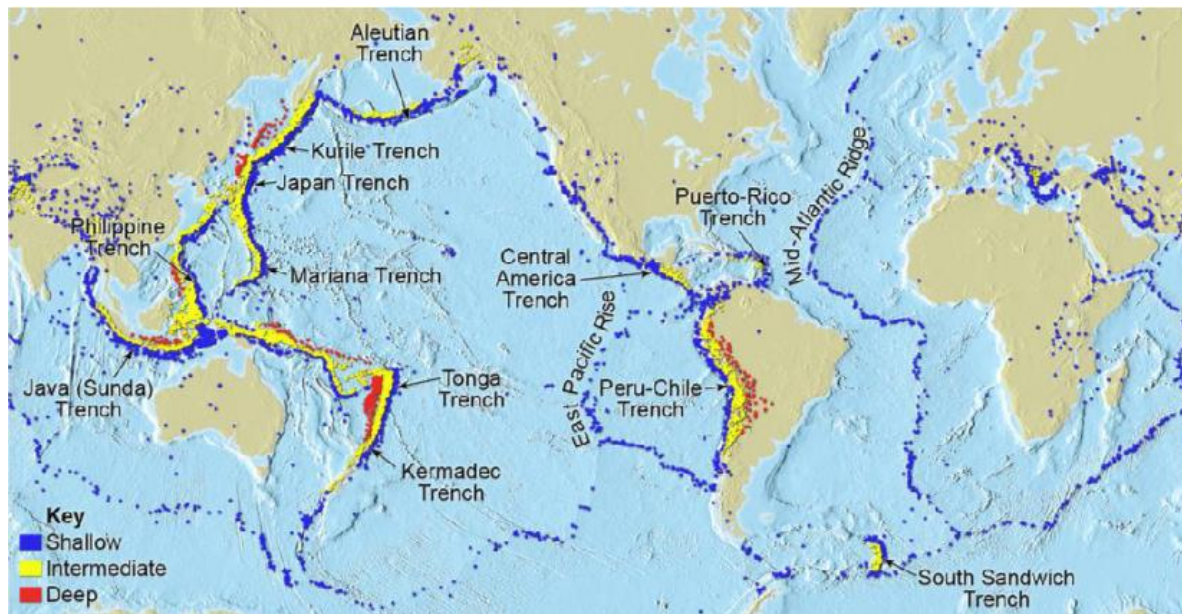 Aleutian
Trench
Kurile Trench
Japan Trench
Philippine
Trench
Mariana Trench
Java (Sunda)
Trench
Tonga
Trench
Kermadec
Trench
Puerto-Rico
Trench
Central
America
Trench
East Pacific Rise
Peru-Chile
Trench
Mid-Atlantic Ridge
South Sandwich
Trench
Key
Shallow
Intermediate
Deep